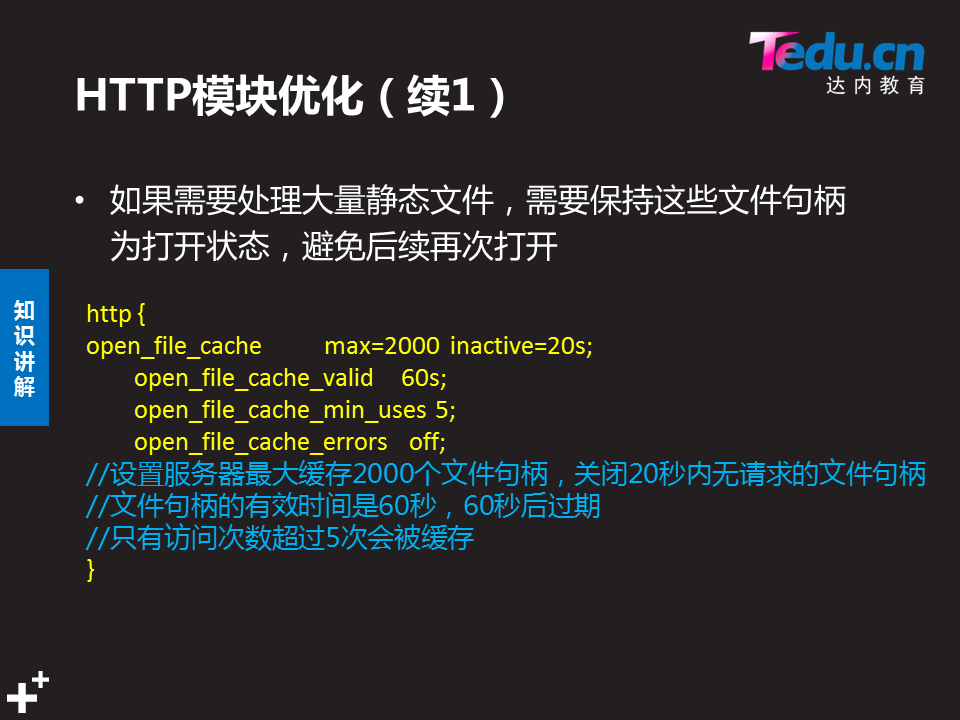 Tedu.cn
达内教育
HTTP模块优化（续1）
• 如果需要处理大量静态文件，需要保持这些文件句柄
为打开状态，避免后续再次打开
知识讲解
http {
open_file_cache max=2000 inactive=20s;
open_file_cache_valid 60s;
open_file_cache_min_uses 5;
open_file_cache_errors off;
//设置服务器最大缓存2000个文件句柄，关闭20秒内无请求的文件句柄
//文件句柄的有效时间是60秒，60秒后过期
//只有访问次数超过5次会被缓存
}